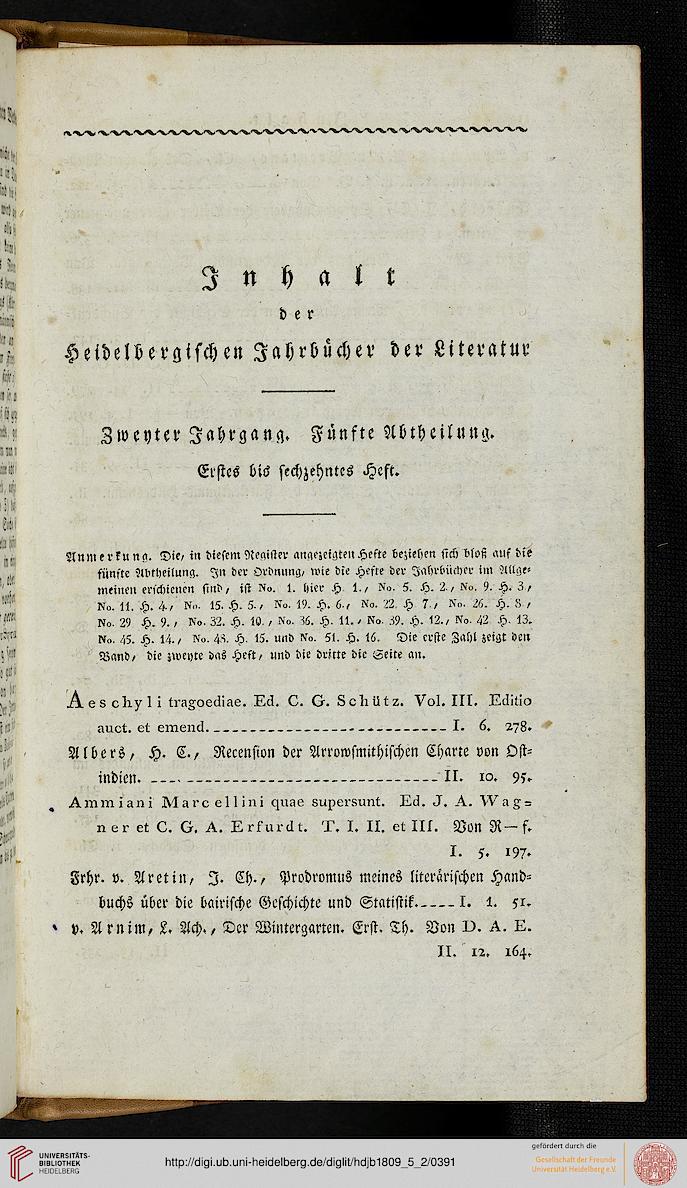 Inhalt
der
Heidelbergischen Jahrbücher der Literatur
Zweyter Jahrgang. Fünfte Abtheilung.
Erstes bis sechzehntes Heft.
Anmerkung. Die, in diesem Register angezeigten Hefte beziehen sich bloß auf die
fünfte Abtheilung. In der Ordnung, wie die Hefte der Jahrbücher im Allge-
meinen erschienen sind, ist No. 1. hier H. 1., No. 5. H. 2., No. 9. H. 3,
No. 11. H. 4., No. 15. H. 5., No. 19. H. 6., No. 22. H. 7., No. 26. H. 8,
No. 29 H. 9., No. 32. H. 10., No. 36. H. 11., No. 39. H. 12., No. 42 H. 13.
No. 45. H. 14., No. 48. H. 15. und No. 51. H. 16. Die erste Zahl zeigt den
Band, die zweyte das Heft, und die dritte die Seite an.
Aeschyli tragoediae. Ed. C. G. Schütz. Vol. III. Editio
auct. et emend. I. 6. 278.
Albers, H. C., Recension der Arrowsmithischen Charte von Ost-
indien. II. 10. 95.
Ammiani Marcellini quae supersunt. Ed. J. A. Wag-
ner et C. G. A. Erfurdt. T. I. II. et III. Von R—s.
I. 5. 197.
Frhr. v. Aretin, J. Ch., Prodromus meines literärischen Hand-
buchs über die bairische Geschichte und Statistik. I. 1. 51.
v. Arnim, L. Ach., Der Wintergarten. Erst. Th. Von D. A. E.
II. 12. 164.
UNIVERSITÄTS-
BIBLIOTHEK
HEIDELBERG
http://digi.ub.uni-heidelberg.de/diglit/hdjb1809_5_2/0391
gefördert durch die
Gesellschaft der Freunde
Universität Heidelberg e.V.